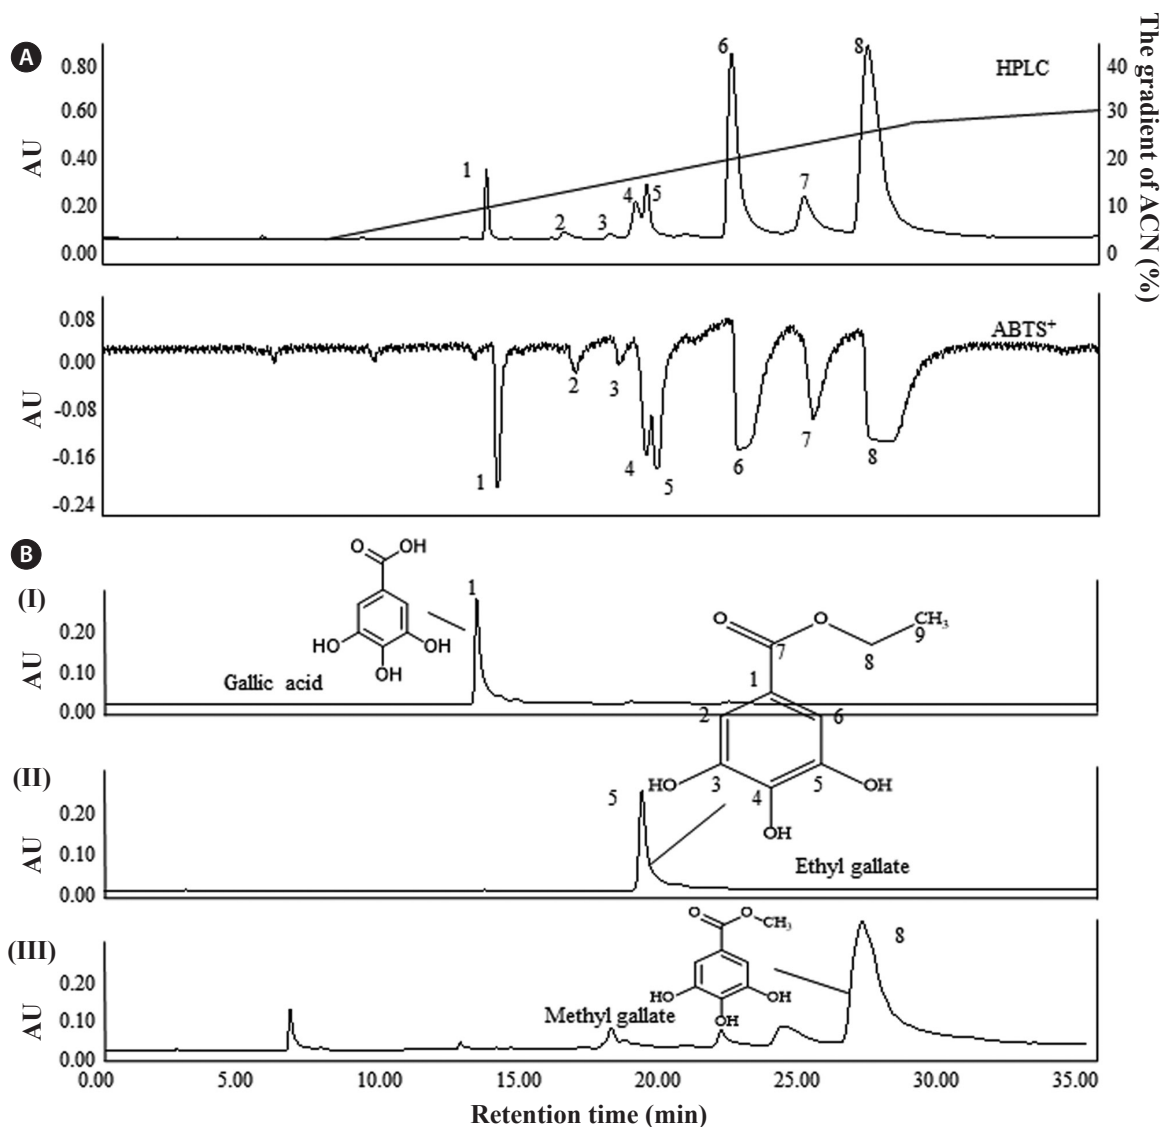 A
6
8
0.80
HPLC
40
0.60
30
0.40
1
20
7
4
5
0.20
2
3
10
0.00
0
AU
The gradient of ACN (%)
0.08
ABTS+
0.00
-0.08
2
3
-0.16
7
4
6
8
1
5
-0.24
AU
B
(I)
O
OH
1
0.20
HO
OH
OH
0.10
Gallic acid
0.00
AU
O
O
CH3
9
7
8
1
2
6
(II)
HO
3
4
5
OH
OH
5
0.20
0.10
Ethyl gallate
0.00
AU
(III)
O
O
CH3
8
0.20
HO
OH
OH
0.10
Methyl gallate
0.00
AU
0.00 5.00 10.00 15.00 20.00 25.00 30.00 35.00
Retention time (min)